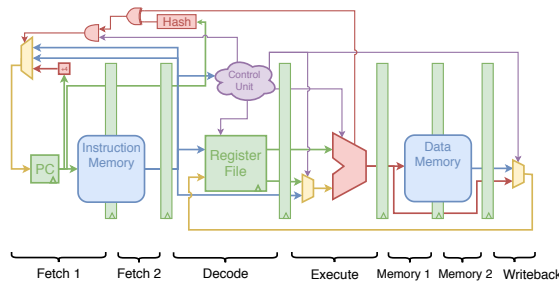 Hash
Control
Unit
PC
Instruction
Memory
Register
File
Data
Memory
Fetch 1
Fetch 2
Decode
Execute
Memory 1
Memory 2
Writeback